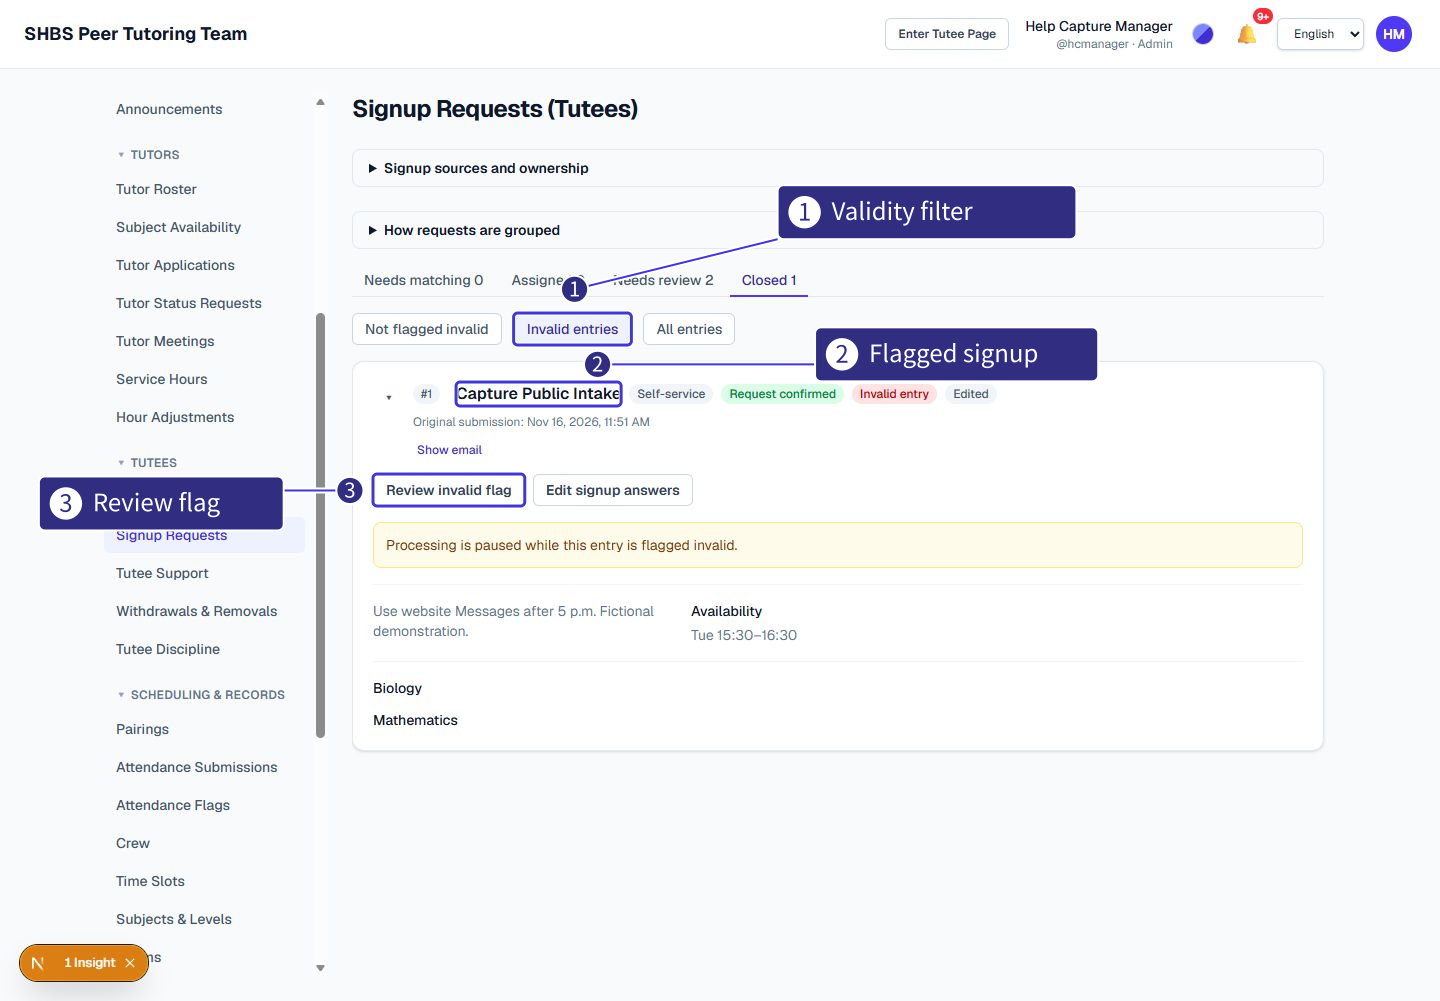 SHBS Peer Tutoring Team
Enter Tutee Page
Help Capture Manager
@hcmanager · Admin
9+
English
HM
Announcements
TUTORS
Tutor Roster
Subject Availability
Tutor Applications
Tutor Status Requests
Tutor Meetings
Service Hours
Hour Adjustments
TUTEES
3 Review flag
Signup Requests
Tutee Support
Withdrawals & Removals
Tutee Discipline
SCHEDULING & RECORDS
Pairings
Attendance Submissions
Attendance Flags
Crew
Time Slots
Subjects & Levels
1 Insight
Signup Requests (Tutees)
Signup sources and ownership
1 Validity filter
How requests are grouped
Needs matching 0
Needs review 2
Closed 1
1
Not flagged invalid
Invalid entries
All entries
2
2 Flagged signup
#1
Capture Public Intake
Self-service
Request confirmed
Invalid entry
Edited
Original submission: Nov 16, 2026, 11:51 AM
Show email
3
Review invalid flag
Edit signup answers
Processing is paused while this entry is flagged invalid.
Use website Messages after 5 p.m. Fictional
demonstration.
Availability
Tue 15:30–16:30
Biology
Mathematics